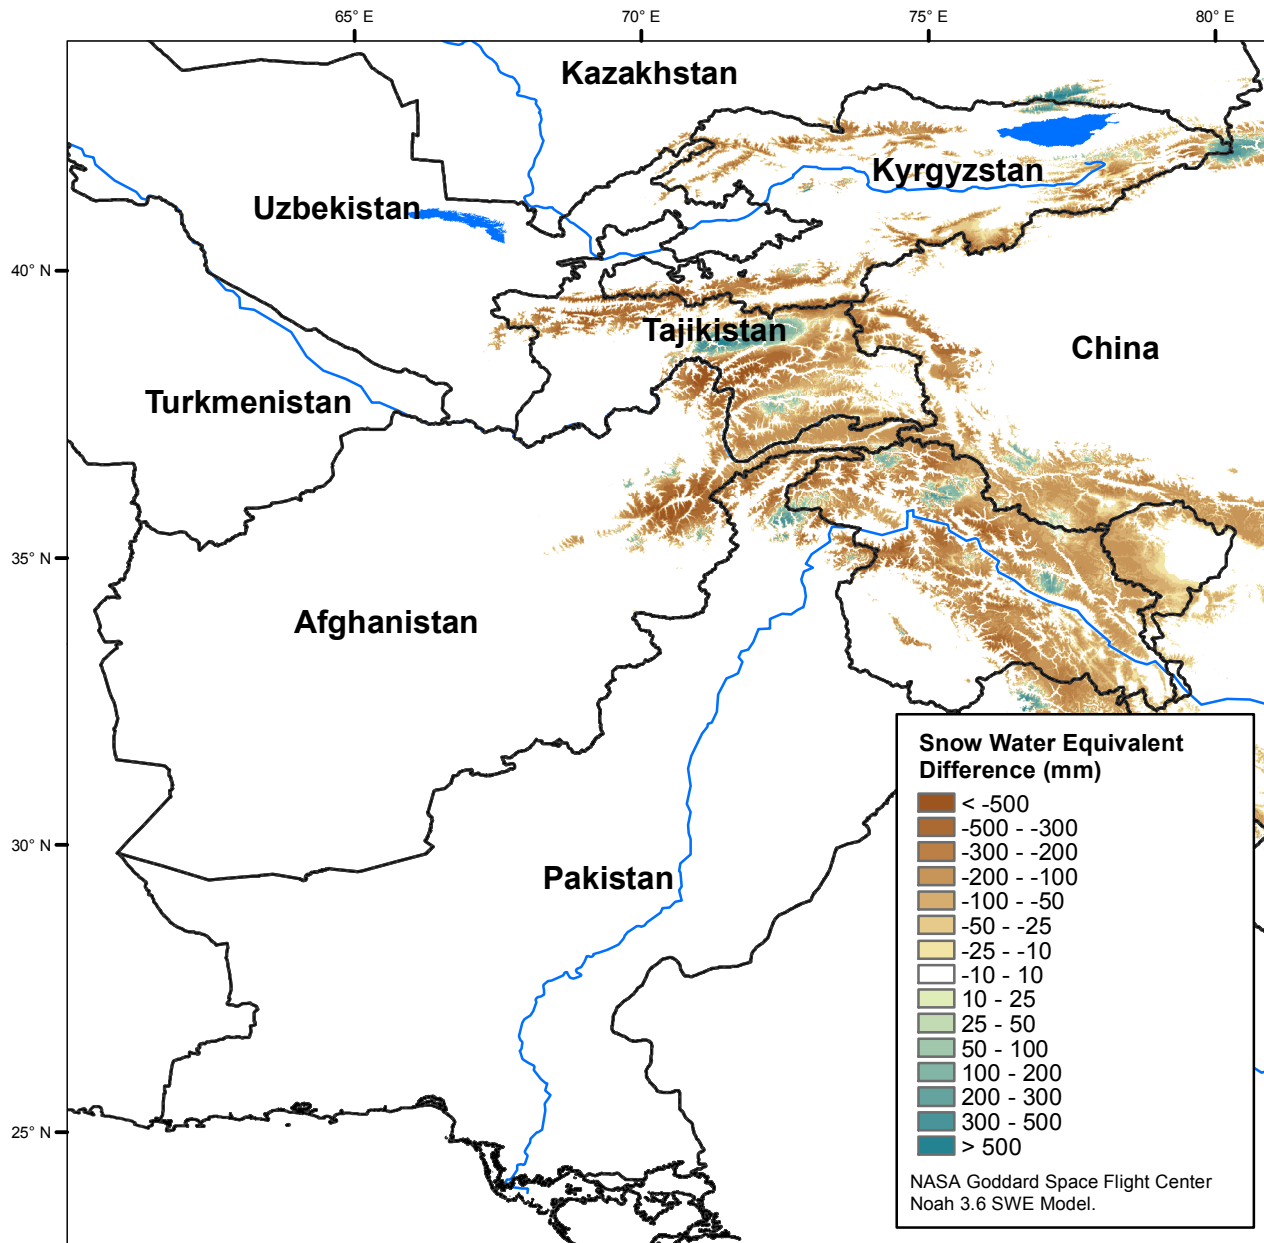 65° E
70° E
75° E
80° E
Kazakhstan
Kyrgyzstan
Uzbekistan
40° N
Tajikistan
China
Turkmenistan
35° N
Afghanistan
Snow Water Equivalent
Difference (mm)
< -500
-500 - -300
-300 - -200
-200 - -100
-100 - -50
-50 - -25
-25 - -10
-10 - 10
10 - 25
25 - 50
50 - 100
100 - 200
200 - 300
300 - 500
> 500
NASA Goddard Space Flight Center
Noah 3.6 SWE Model.
30° N
Pakistan
25° N